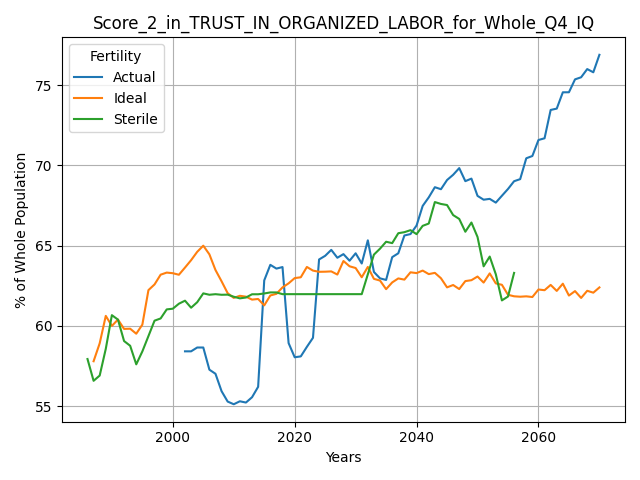 Score_2_in_TRUST_IN_ORGANIZED_LABOR_for_Whole_Q4_IQ
Fertility
Actual
Ideal
Sterile
% of Whole Population
75
70
65
60
55
2000
2020
2040
2060
Years